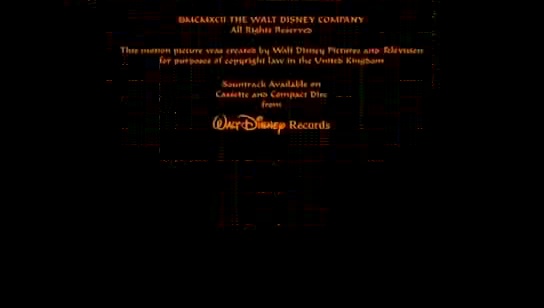 ©MCMXCII THE WALT DISNEY COMPANY
All Rights Reserved
This motion picture was created by Walt Disney Pictures and Television
for purposes of copyright law in the United Kingdom
Soundtrack Available on
Cassette and Compact Disc
from
Walt Disney Records